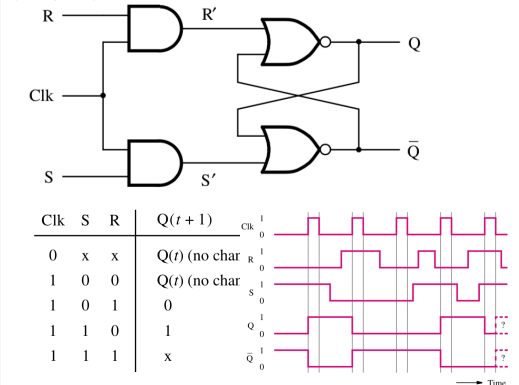 R
R′
Q
Clk
Q̄
S
S′
Clk S R Q(t + 1)
0 x x Q(t) (no char
1 0 0 Q(t) (no char
1 0 1 0
1 1 0 1
1 1 1 x
Clk 1 0
R 1 0
S 1 0
Q 1 0 ?
Q̄ 1 0 ?
Time